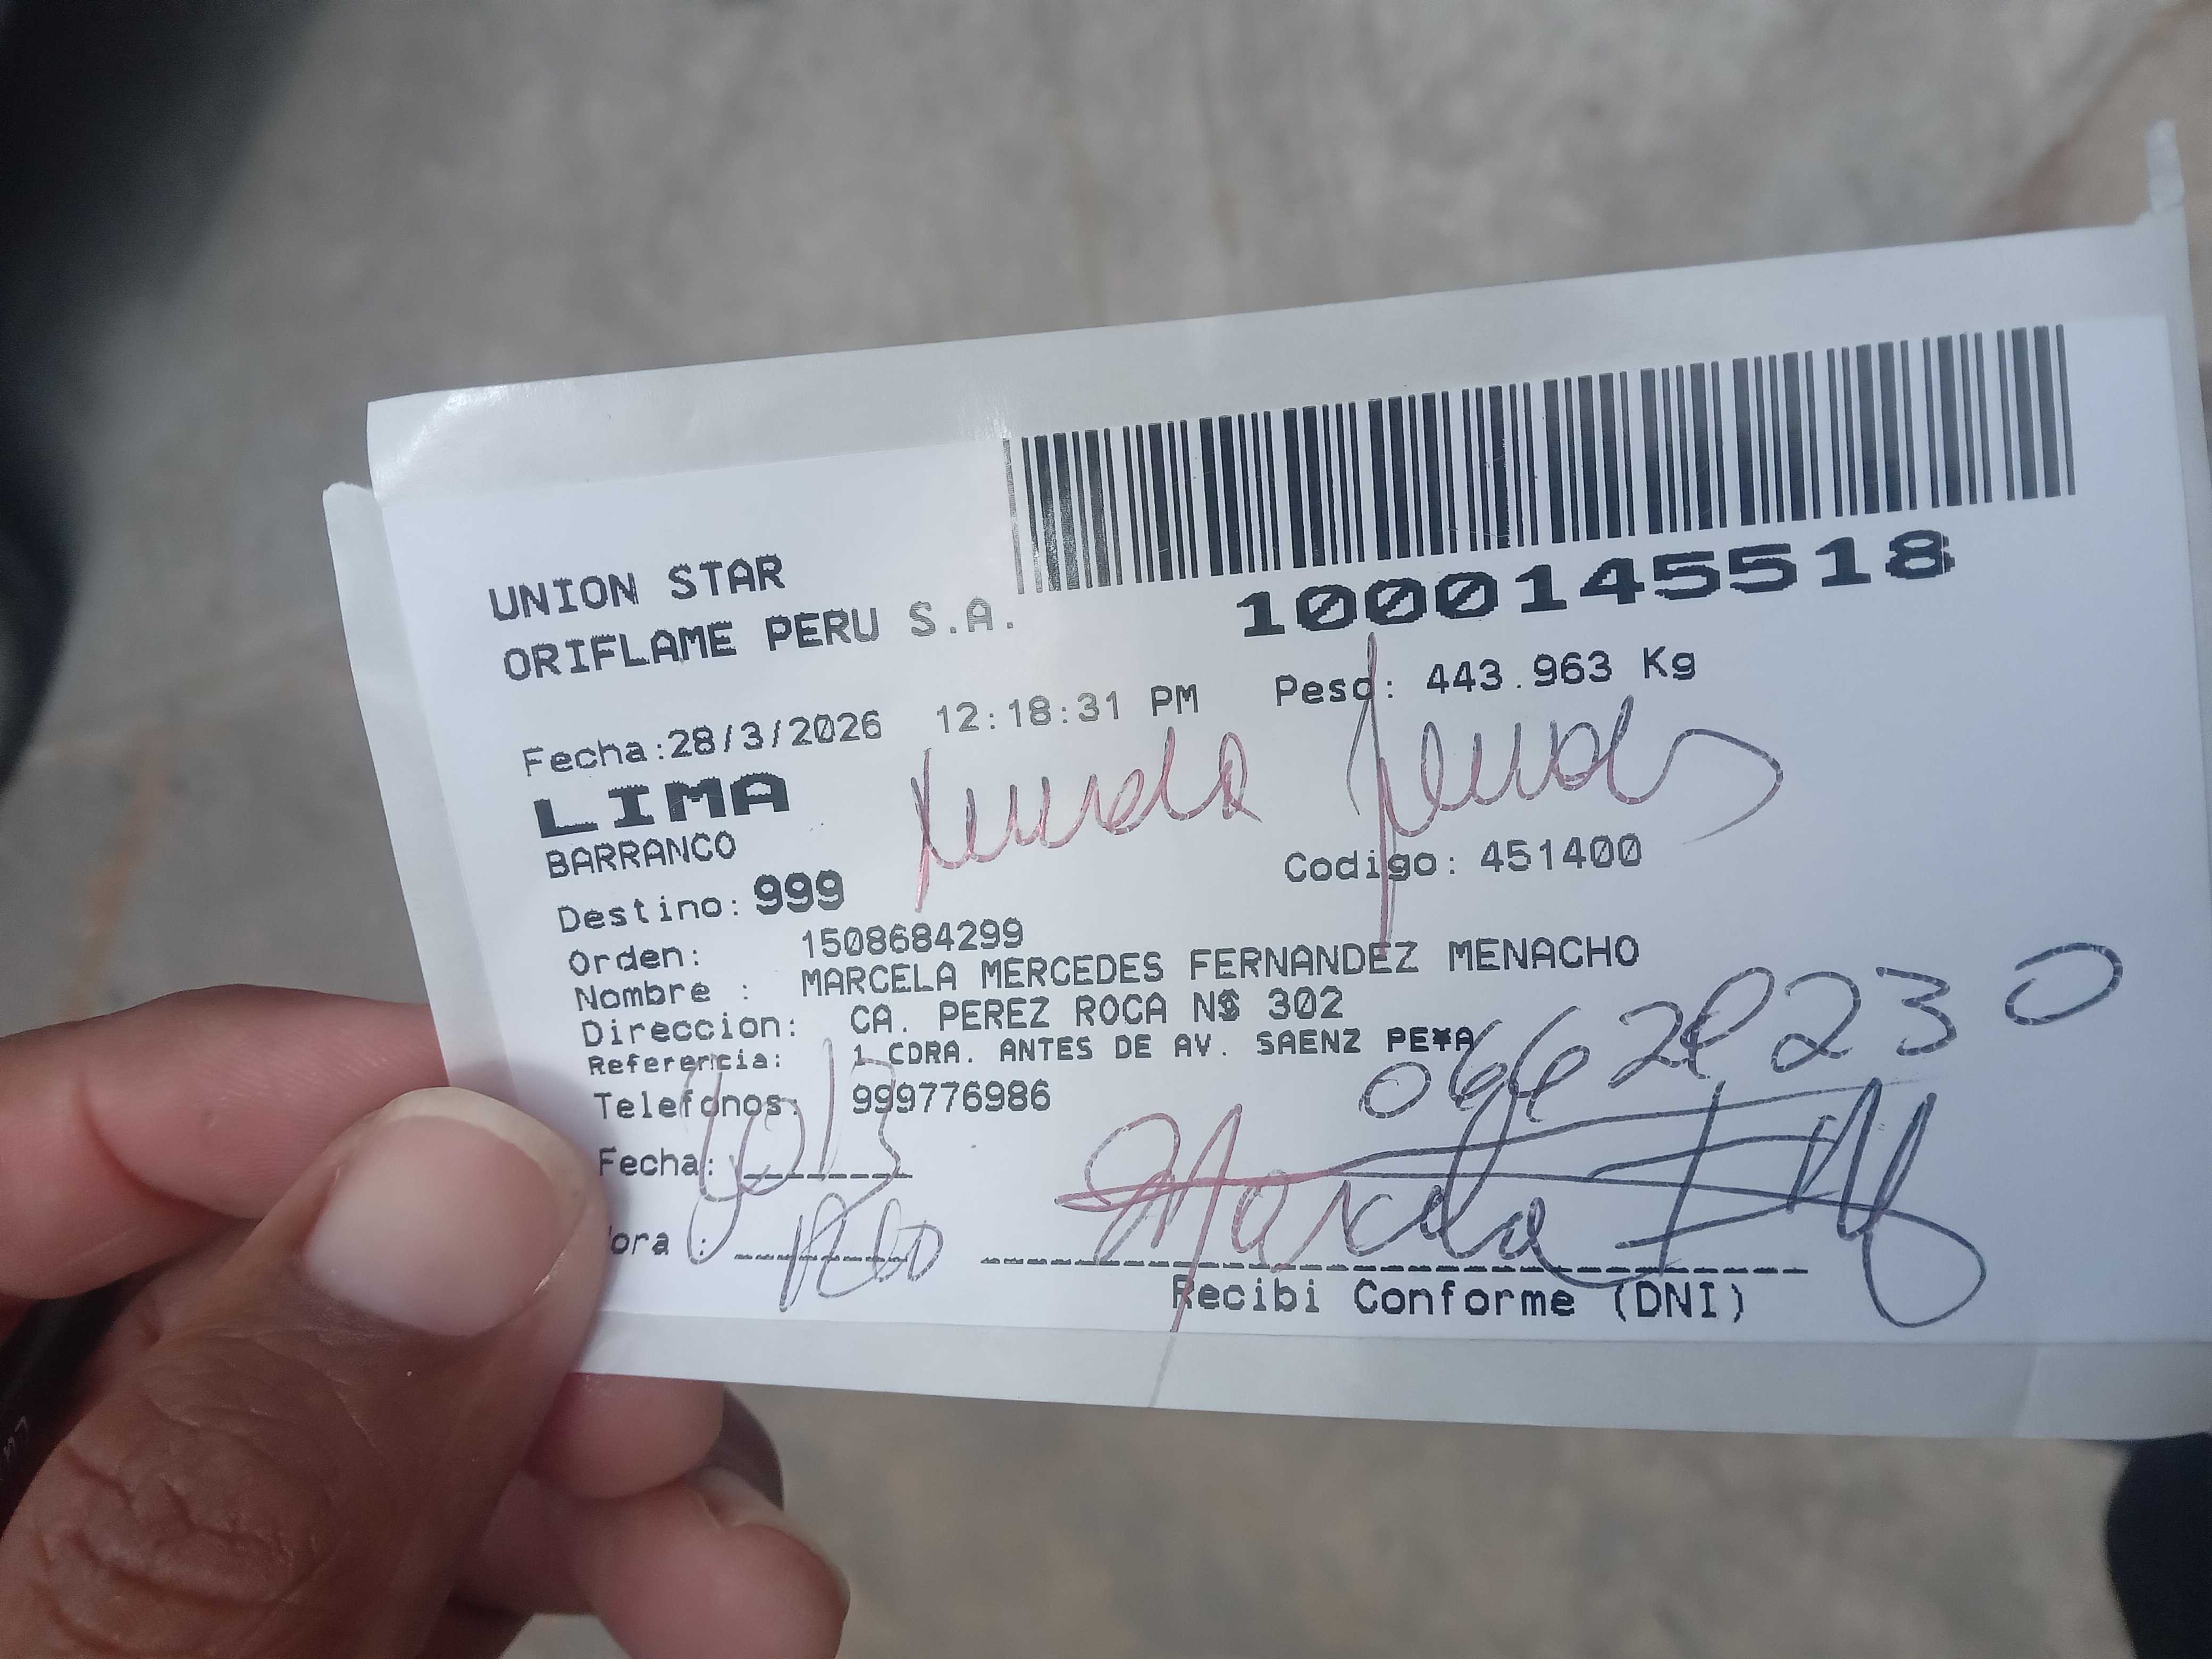 UNION STAR
ORIFLAME PERU S.A.
1000145518
Fecha:28/3/2026 12:18:31 PM Peso: 443.963 Kg
LIMA
BARRANCO
Codigo: 451400
Destino: 999
Orden: 1508684299
Nombre : MARCELA MERCEDES FERNANDEZ MENACHO
Direccion: CA. PEREZ ROCA N$ 302
Referencia: 1 CDRA. ANTES DE AV. SAENZ PE¥A
Telefonos: 999776986
Fecha:
ora :
Marcela
Recibi Conforme (DNI)